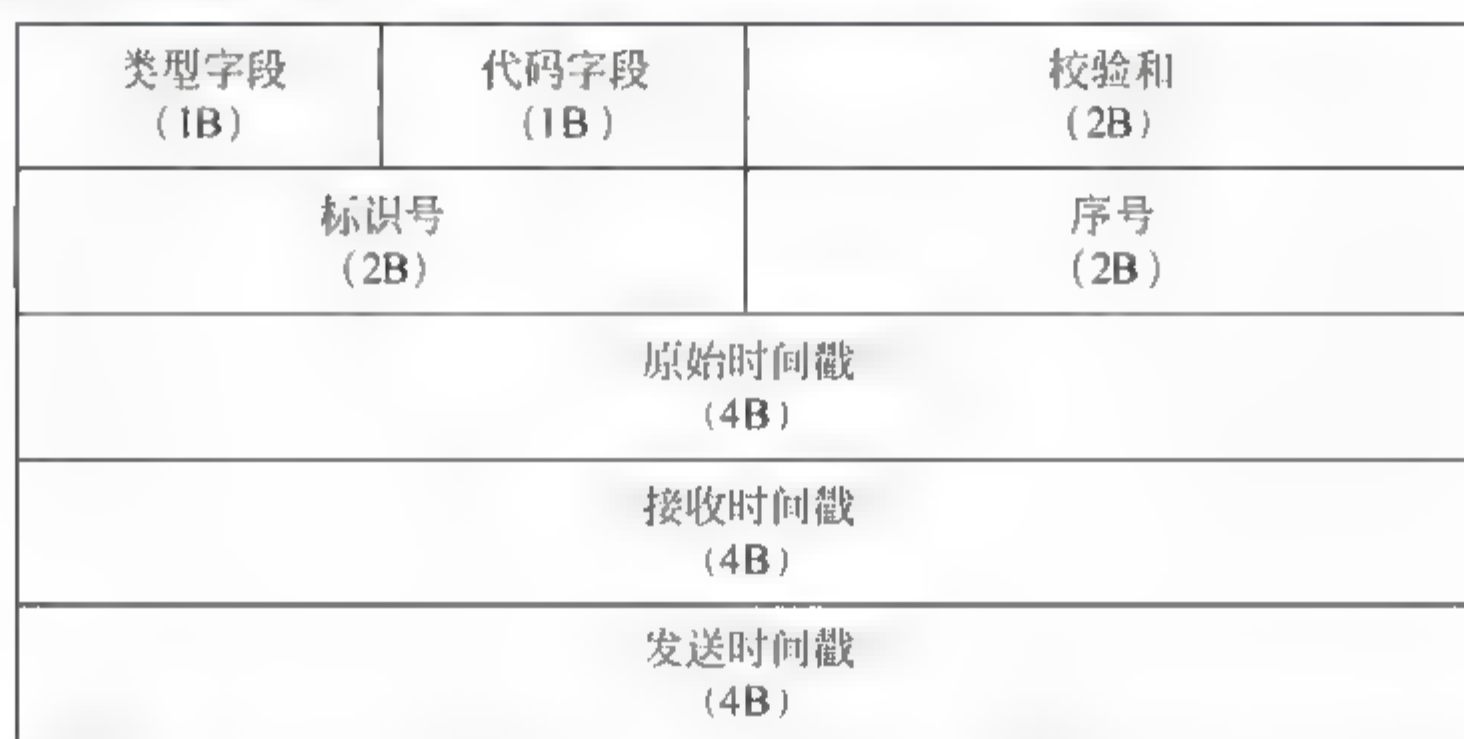 类型字段
(1B)
代码字段
(1B)
校验和
(2B)
标识号
(2B)
序号
(2B)
原始时间戳
(4B)
接收时间戳
(4B)
发送时间戳
(4B)